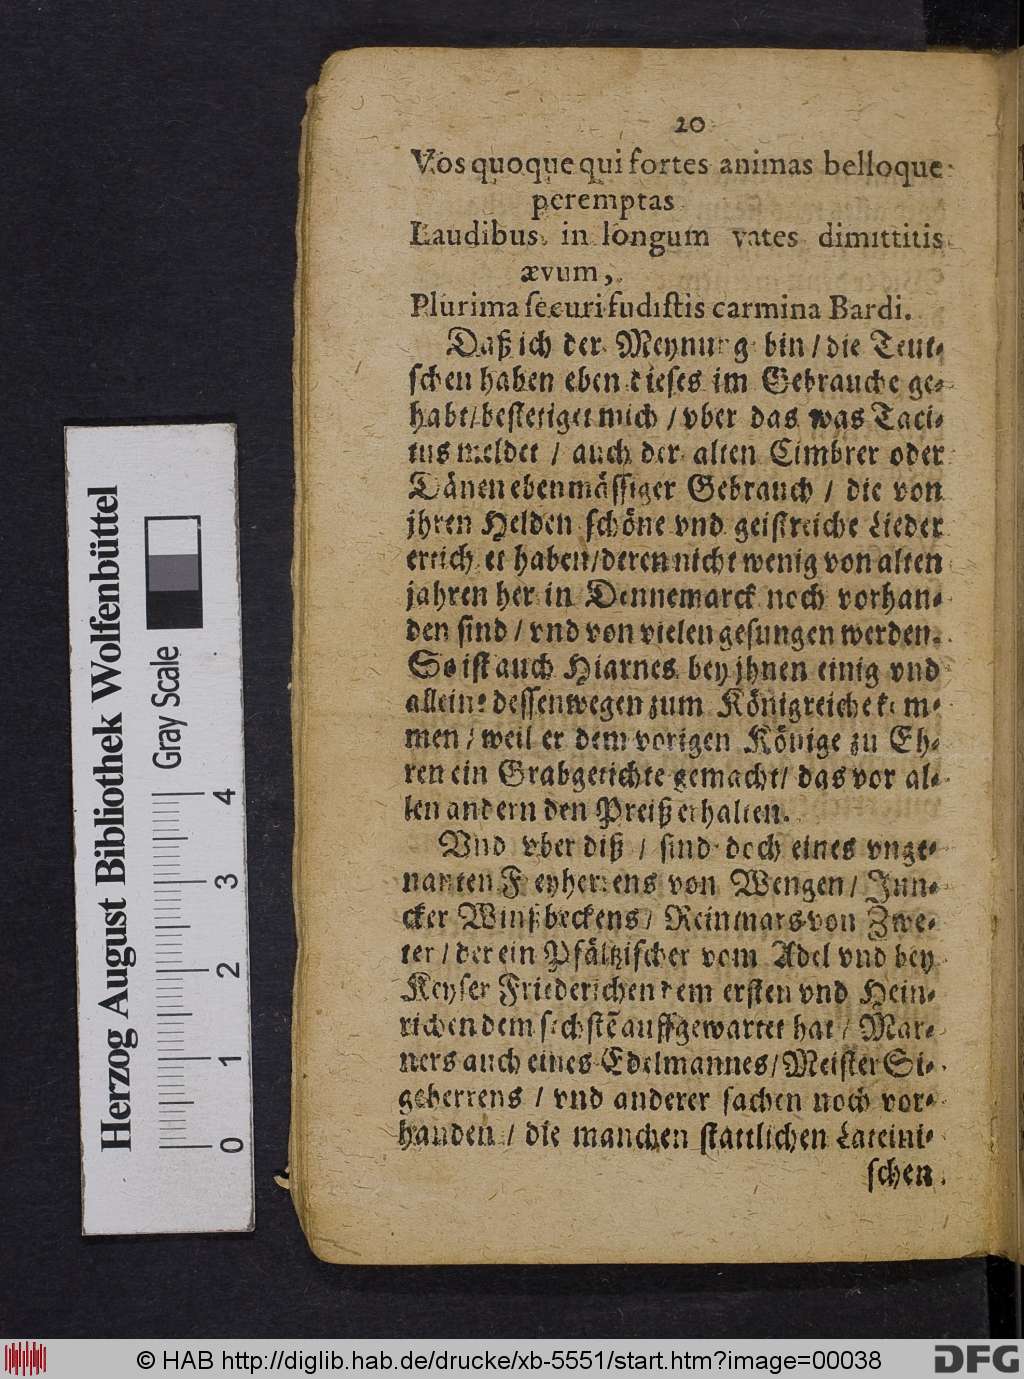 20
Vos quoque qui fortes animas belloque
peremptas
Laudibus in longum vates dimittitis
ævum,
Plurima securi fudistis carmina Bardi.
Daß ich der Meynung bin / die Teut-
schen haben eben dieses im Gebrauche ge-
habt / bestetiget mich / vber das was Taci-
tus meldet / auch der alten Cimbrer oder
Dänen ebenmässiger Gebrauch / die von
jhren Helden schöne vnd geistreiche Lieder
ertichtet haben / deren nicht wenig von alten
jahren her in Dennemarck noch vorhan-
den sind / vnd von vielen gesungen werden.
So ist auch Hiarnes bey jhnen einig vnd
alleine dessenwegen zum Königreiche kom-
men / weil er dem vorigen Könige zu Eh-
ren ein Grabgetichte gemacht / das vor al-
len andern den Preiß erhalten.
Vnd vber diß / sind doch eines vnge-
nanten Freyherrens von Wengen / Jun-
cker Winßbeckens / Reinmars von Zwe-
ter / der ein Pfältzischer vom Adel vnd bey
Keyser Friederichen dem ersten vnd Hein-
richen dem sechstẽ auffgewartet hat / Mar-
ners auch eines Edelmannes / Meister Si-
geherrens / vnd anderer sachen noch vor-
handen / die manchen stattlichen Lateini-
schen
Herzog August Bibliothek Wolfenbüttel
Gray Scale
0 1 2 3 4
© HAB http://diglib.hab.de/drucke/xb-5551/start.htm?image=00038
DFG